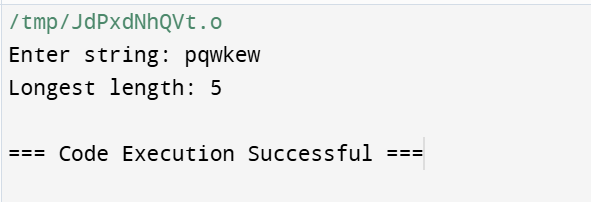 /tmp/JdPxdNhQVt.o
Enter string: pqwkew
Longest length: 5
=== Code Execution Successful ===